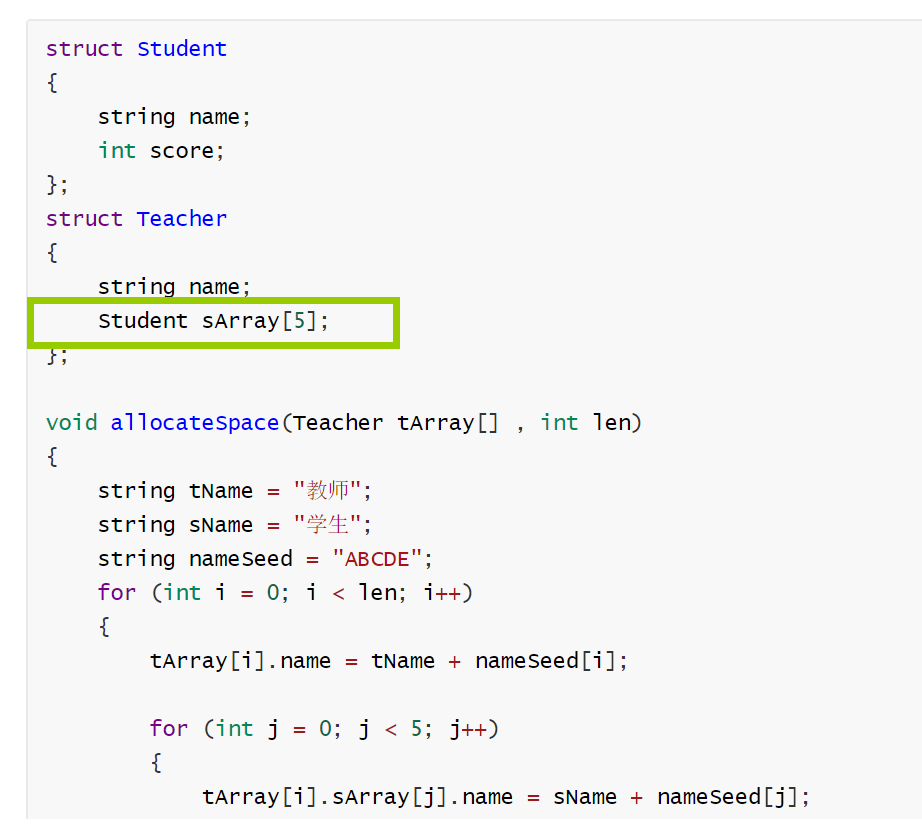 struct Student
{
    string name;
    int score;
};
struct Teacher
{
    string name;
    Student sArray[5];
};

void allocateSpace(Teacher tArray[] , int len)
{
    string tName = "教师";
    string sName = "学生";
    string nameSeed = "ABCDE";
    for (int i = 0; i < len; i++)
    {
        tArray[i].name = tName + nameSeed[i];

        for (int j = 0; j < 5; j++)
        {
            tArray[i].sArray[j].name = sName + nameSeed[j];